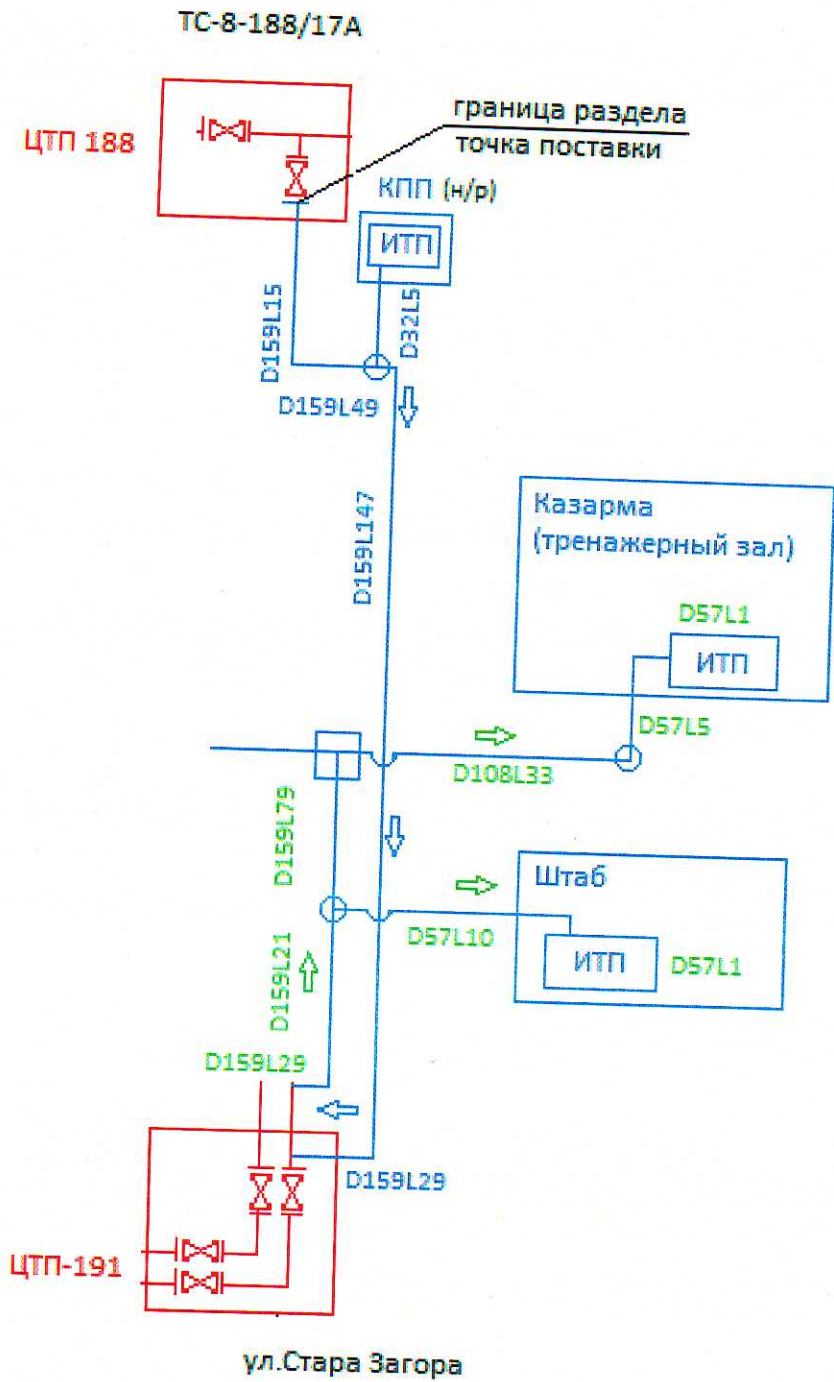 ТС-8-188/17А
граница раздела
точка поставки
ЦТП 188
КПП (н/р)
ИТП
D159L15
D32L5
D159L49
D159L147
Казарма
(тренажерный зал)
D57L1
ИТП
D57L5
D108L33
D159L79
Штаб
D57L10
ИТП
D57L1
D159L21
D159L29
D159L29
ЦТП-191
ул.Стара Загора